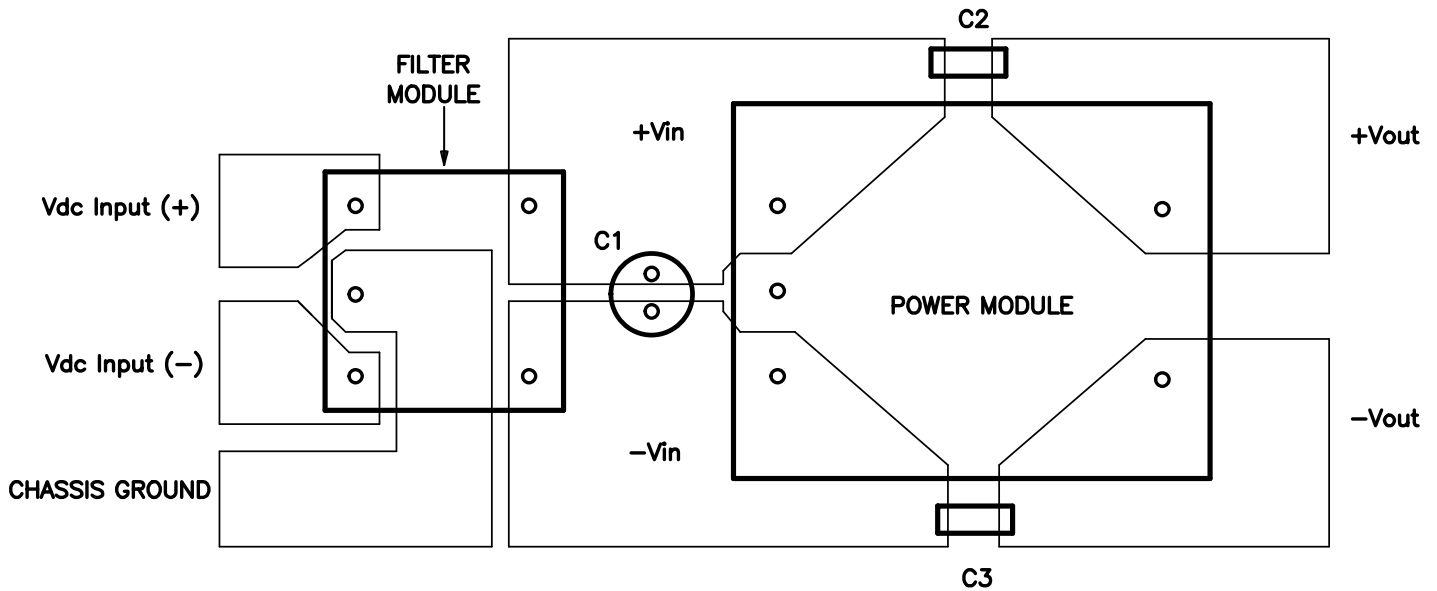 C2
FILTER
MODULE
+Vin
+Vout
Vdc Input (+)
C1
POWER MODULE
Vdc Input (−)
−Vout
−Vin
CHASSIS GROUND
C3